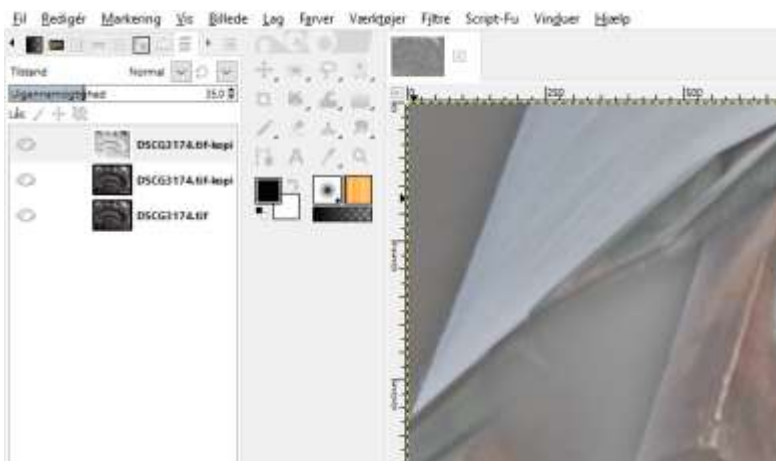 Fil Redigér Markering Vis Billede Lag Farver Værktøjer Filtre Script-Fu Vinduer Hjælp
Tilstand Normal
Uigennemsigtighed 35,0
Lås:
DSCG3174.tif-kopi
DSCG3174.tif-kopi
DSCG3174.tif
0 250 500